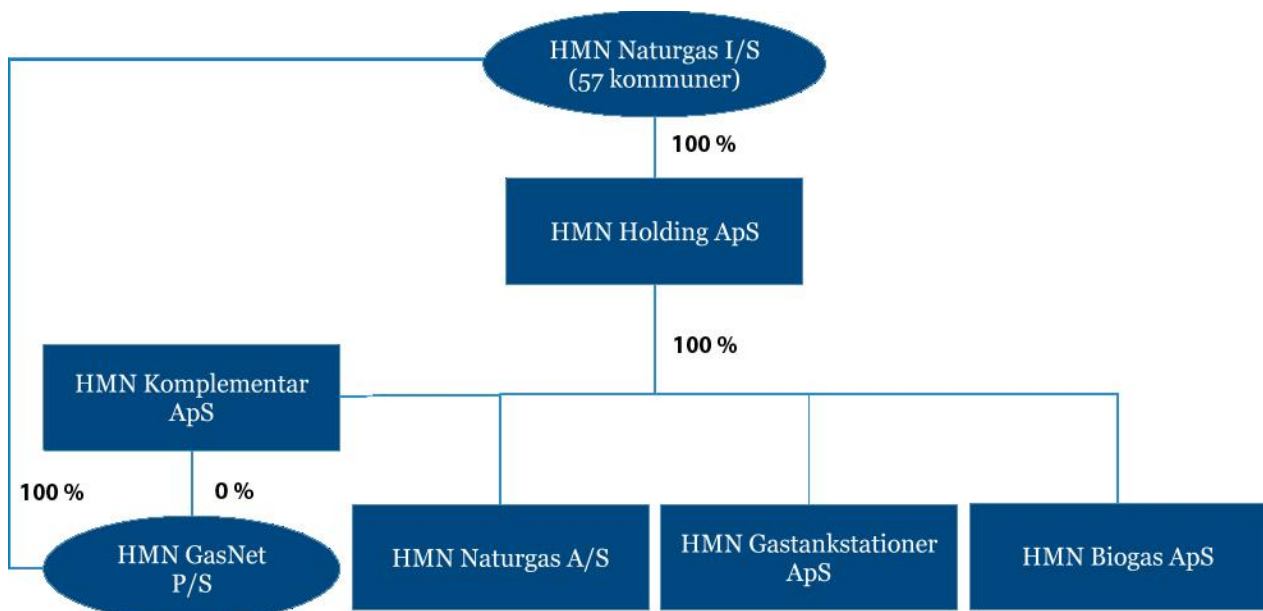 HMN Naturgas I/S
(57 kommuner)
100 %
HMN Holding ApS
100 %
HMN Komplementar
ApS
100 %
0 %
HMN GasNet
P/S
HMN Naturgas A/S
HMN Gastankstationer
ApS
HMN Biogas ApS